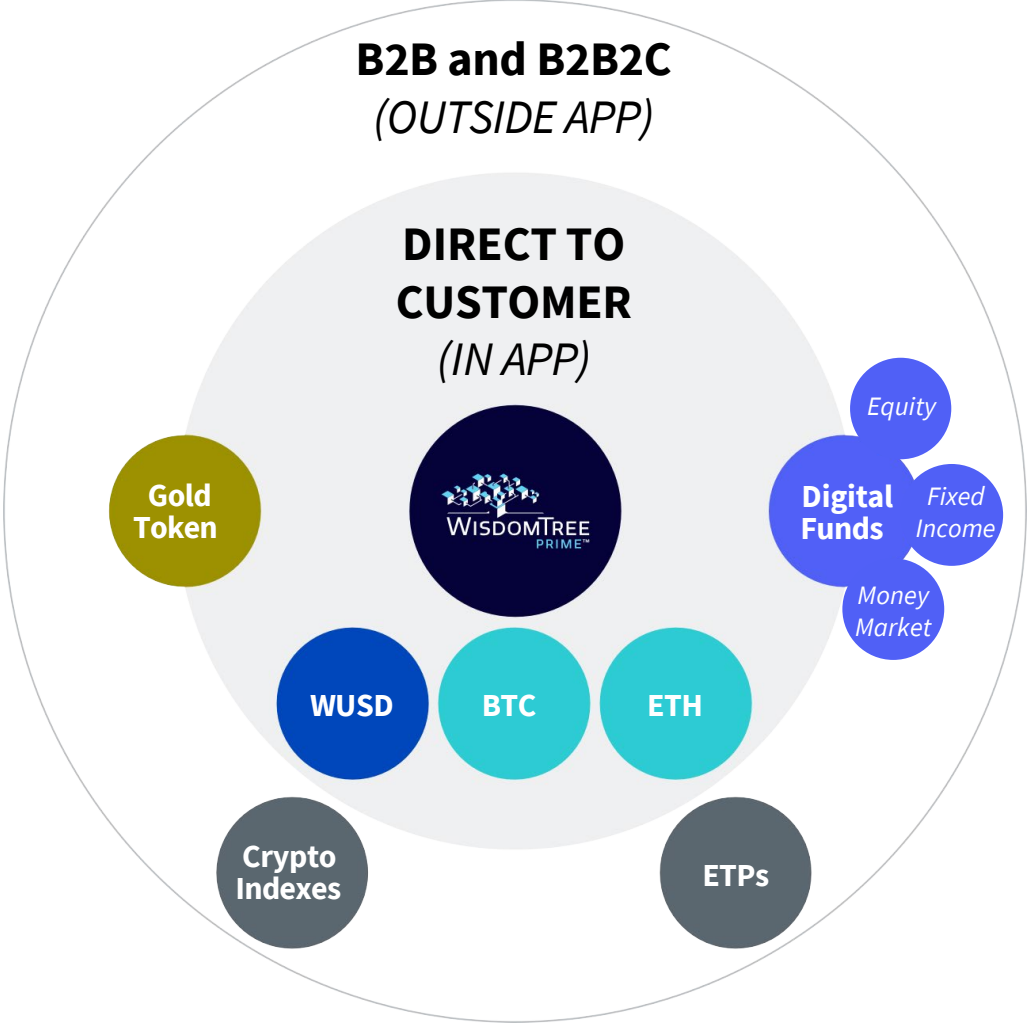 B2B and B2B2C
(OUTSIDE APP)
DIRECT TO
CUSTOMER
(IN APP)
Equity
Gold
Token
WISDOMTREE
PRIME™
Digital
Funds
Fixed
Income
Money
Market
WUSD
BTC
ETH
Crypto
Indexes
ETPs